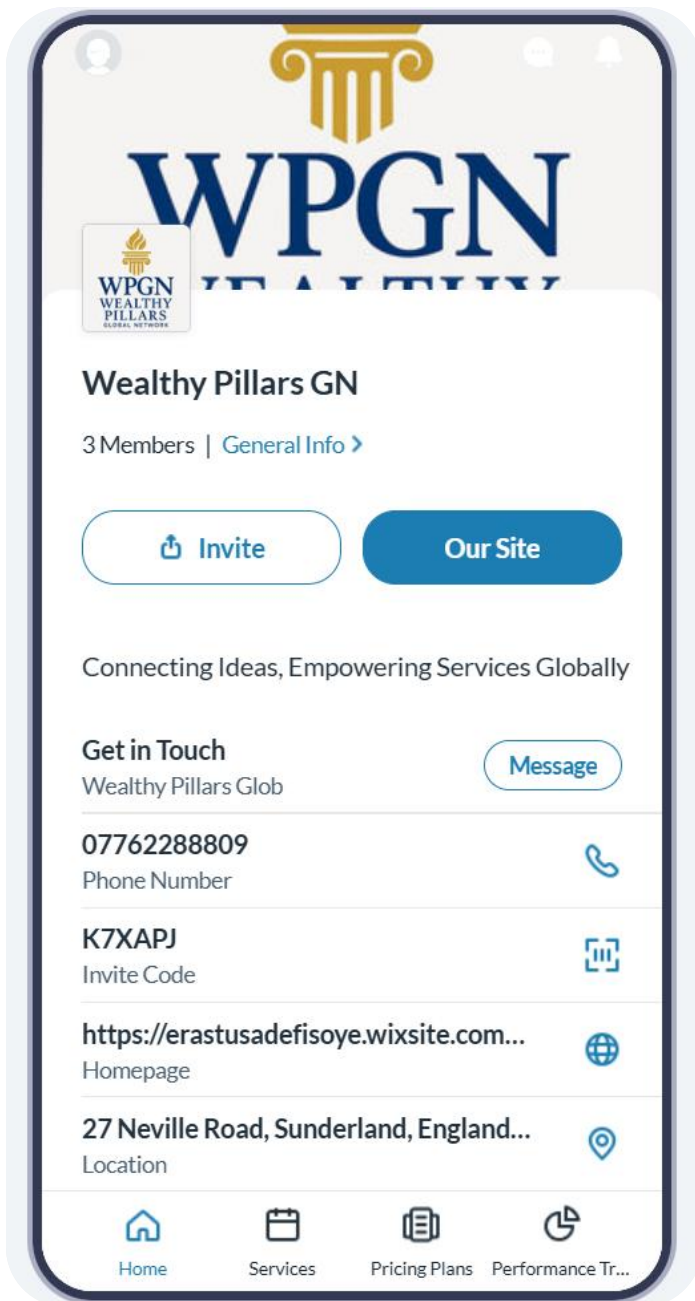 WPGN
WEALTHY
WPGN
WEALTHY
PILLARS
GLOBAL NETWORK
Wealthy Pillars GN
3 Members | General Info >
Invite
Our Site
Connecting Ideas, Empowering Services Globally
Get in Touch
Wealthy Pillars Glob
Message
07762288809
Phone Number
K7XAPJ
Invite Code
https://erastusadefisoye.wixsite.com...
Homepage
27 Neville Road, Sunderland, England...
Location
Home
Services
Pricing Plans
Performance Tr...